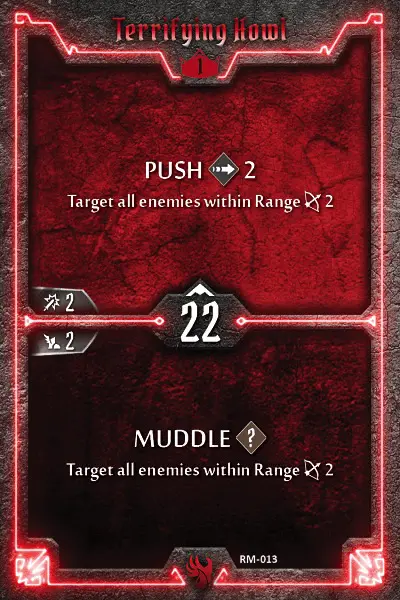 Terrifying Howl
1
PUSH 2
Target all enemies within Range 2
2
22
2
MUDDLE ?
Target all enemies within Range 2
RM-013